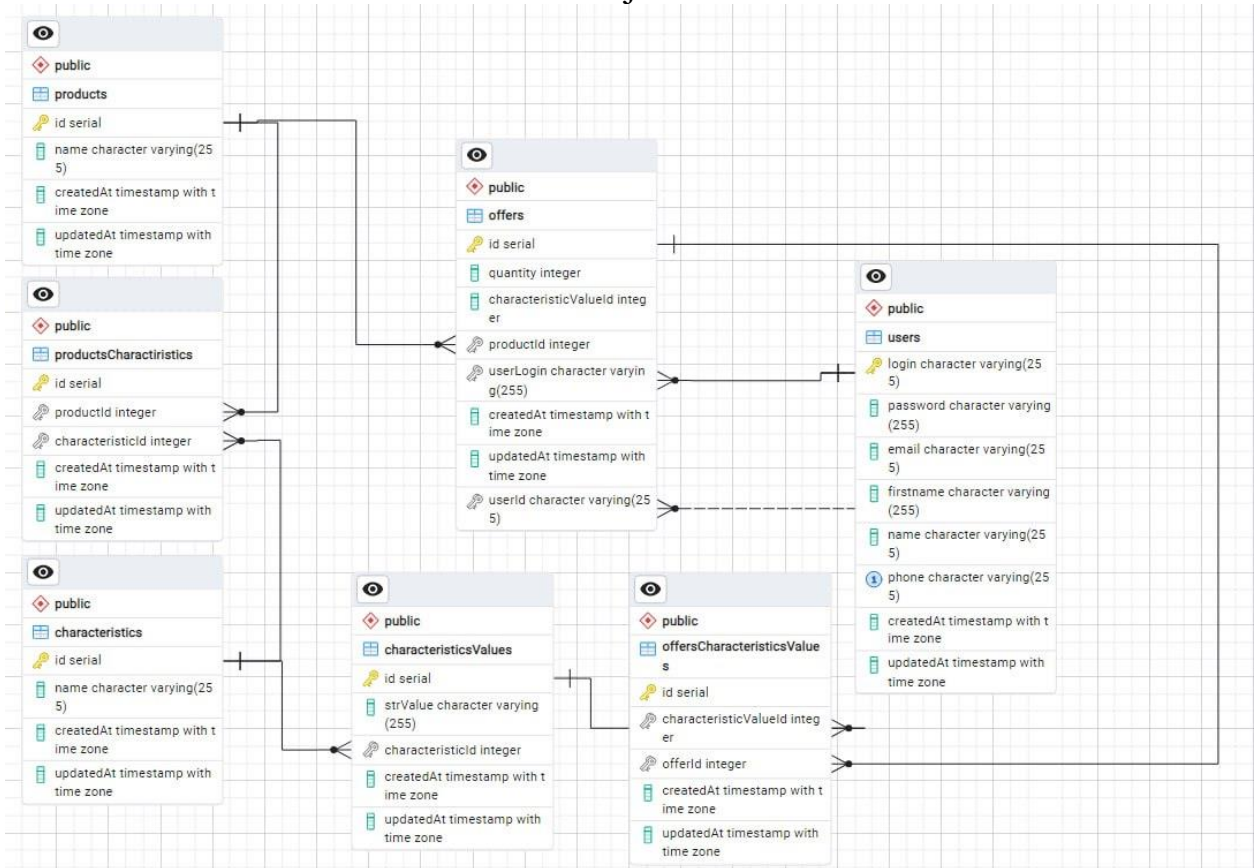 public
products
id serial
name character varying(25
5)
createdAt timestamp with t
ime zone
updatedAt timestamp with
time zone
public
productsCharactiristics
id serial
productId integer
characteristicId integer
createdAt timestamp with t
ime zone
updatedAt timestamp with
time zone
public
characteristics
id serial
name character varying(25
5)
createdAt timestamp with t
ime zone
updatedAt timestamp with
time zone
public
offers
id serial
quantity integer
characteristicValueId integ
er
productId integer
userLogin character varyin
g(255)
createdAt timestamp with t
ime zone
updatedAt timestamp with
time zone
userId character varying(25
5)
public
characteristicsValues
id serial
strValue character varying
(255)
characteristicId integer
createdAt timestamp with t
ime zone
updatedAt timestamp with
time zone
public
offersCharacteristicsValue
s
id serial
characteristicValueId integ
er
offerId integer
createdAt timestamp with t
ime zone
updatedAt timestamp with
time zone
public
users
login character varying(25
5)
password character varying
(255)
email character varying(25
5)
firstname character varying
(255)
name character varying(25
5)
1 phone character varying(25
5)
createdAt timestamp with t
ime zone
updatedAt timestamp with
time zone